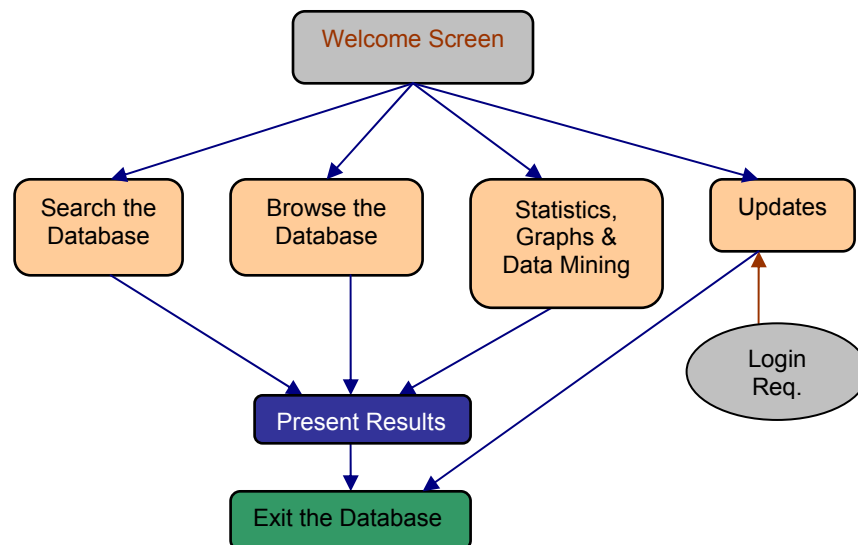 Welcome Screen
Search the
Database
Browse the
Database
Statistics,
Graphs &
Data Mining
Updates
Login
Req.
Present Results
Exit the Database